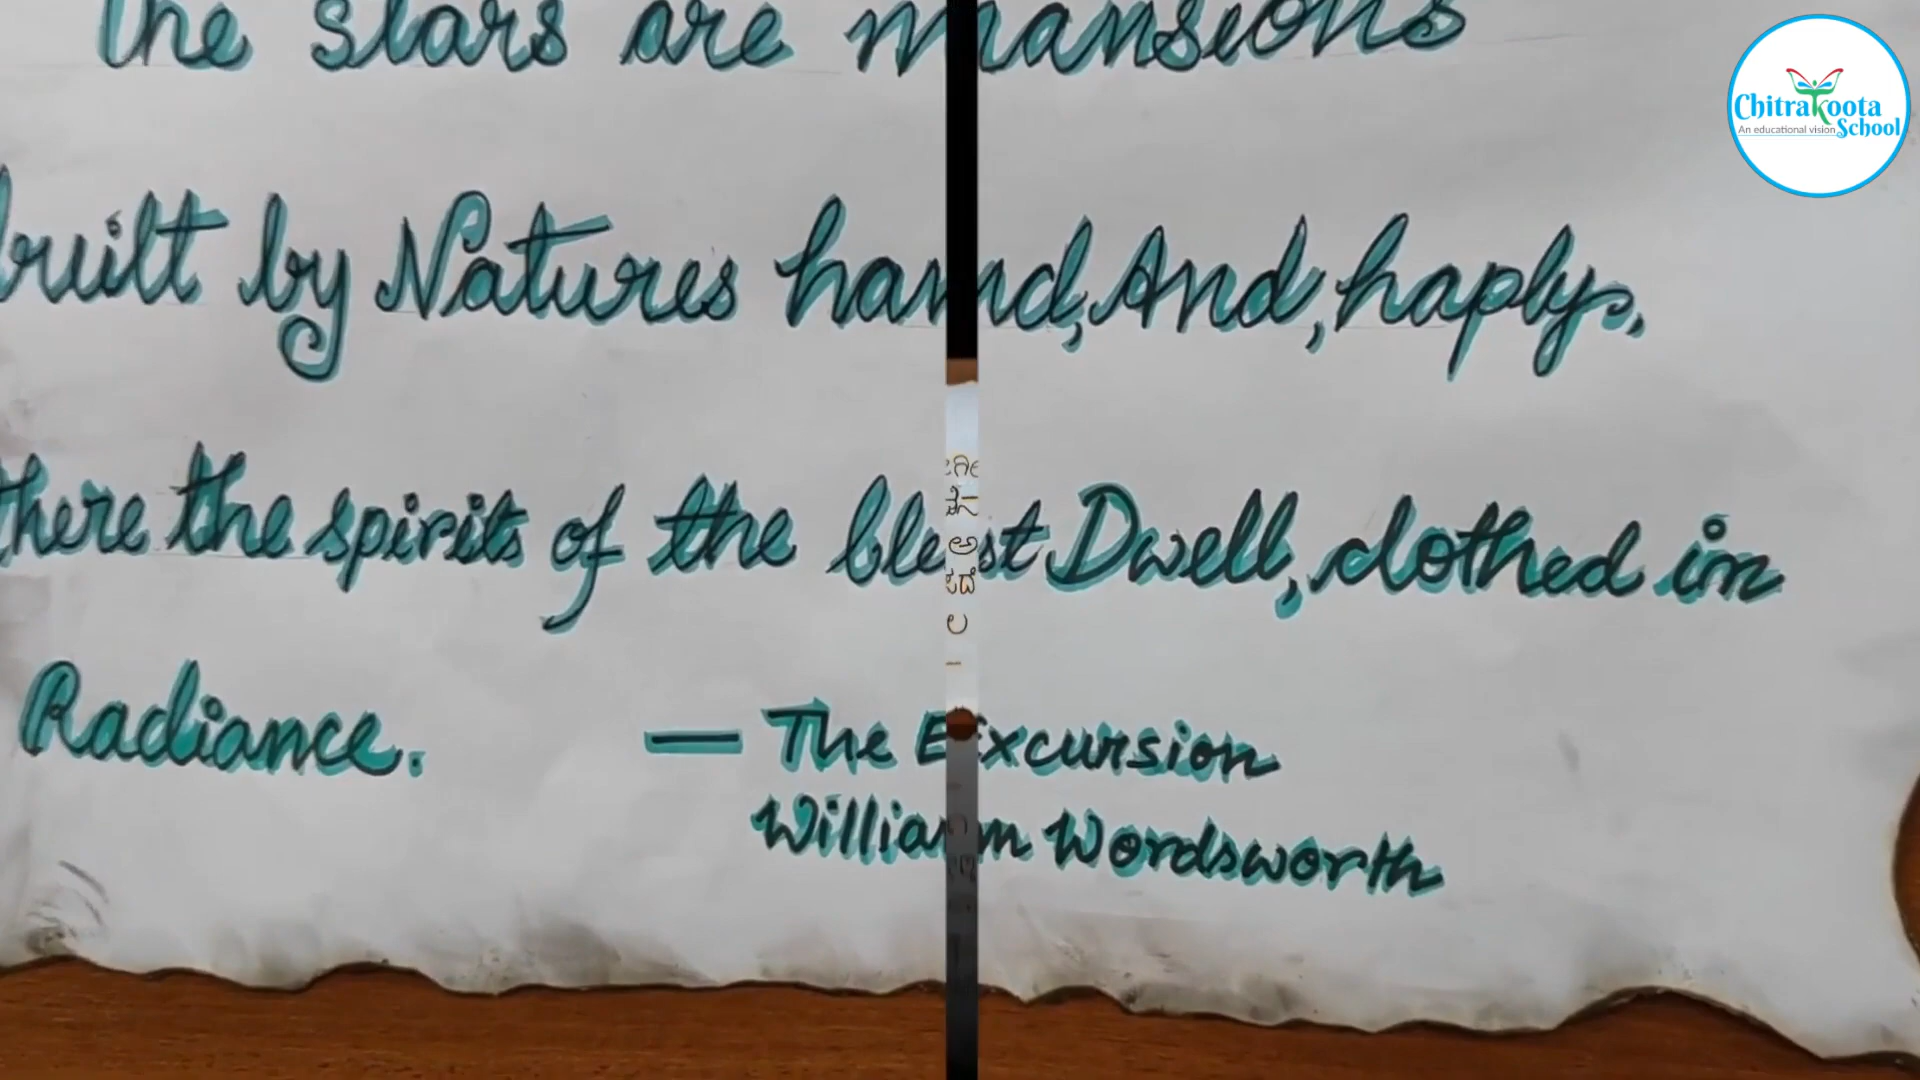 The stars are mansions
built by Natures hand, And, haply,
there the spirits of the blest Dwell, clothed in
Radiance.
— The Excursion
William Wordsworth
Chitrakoota
An educational vision School